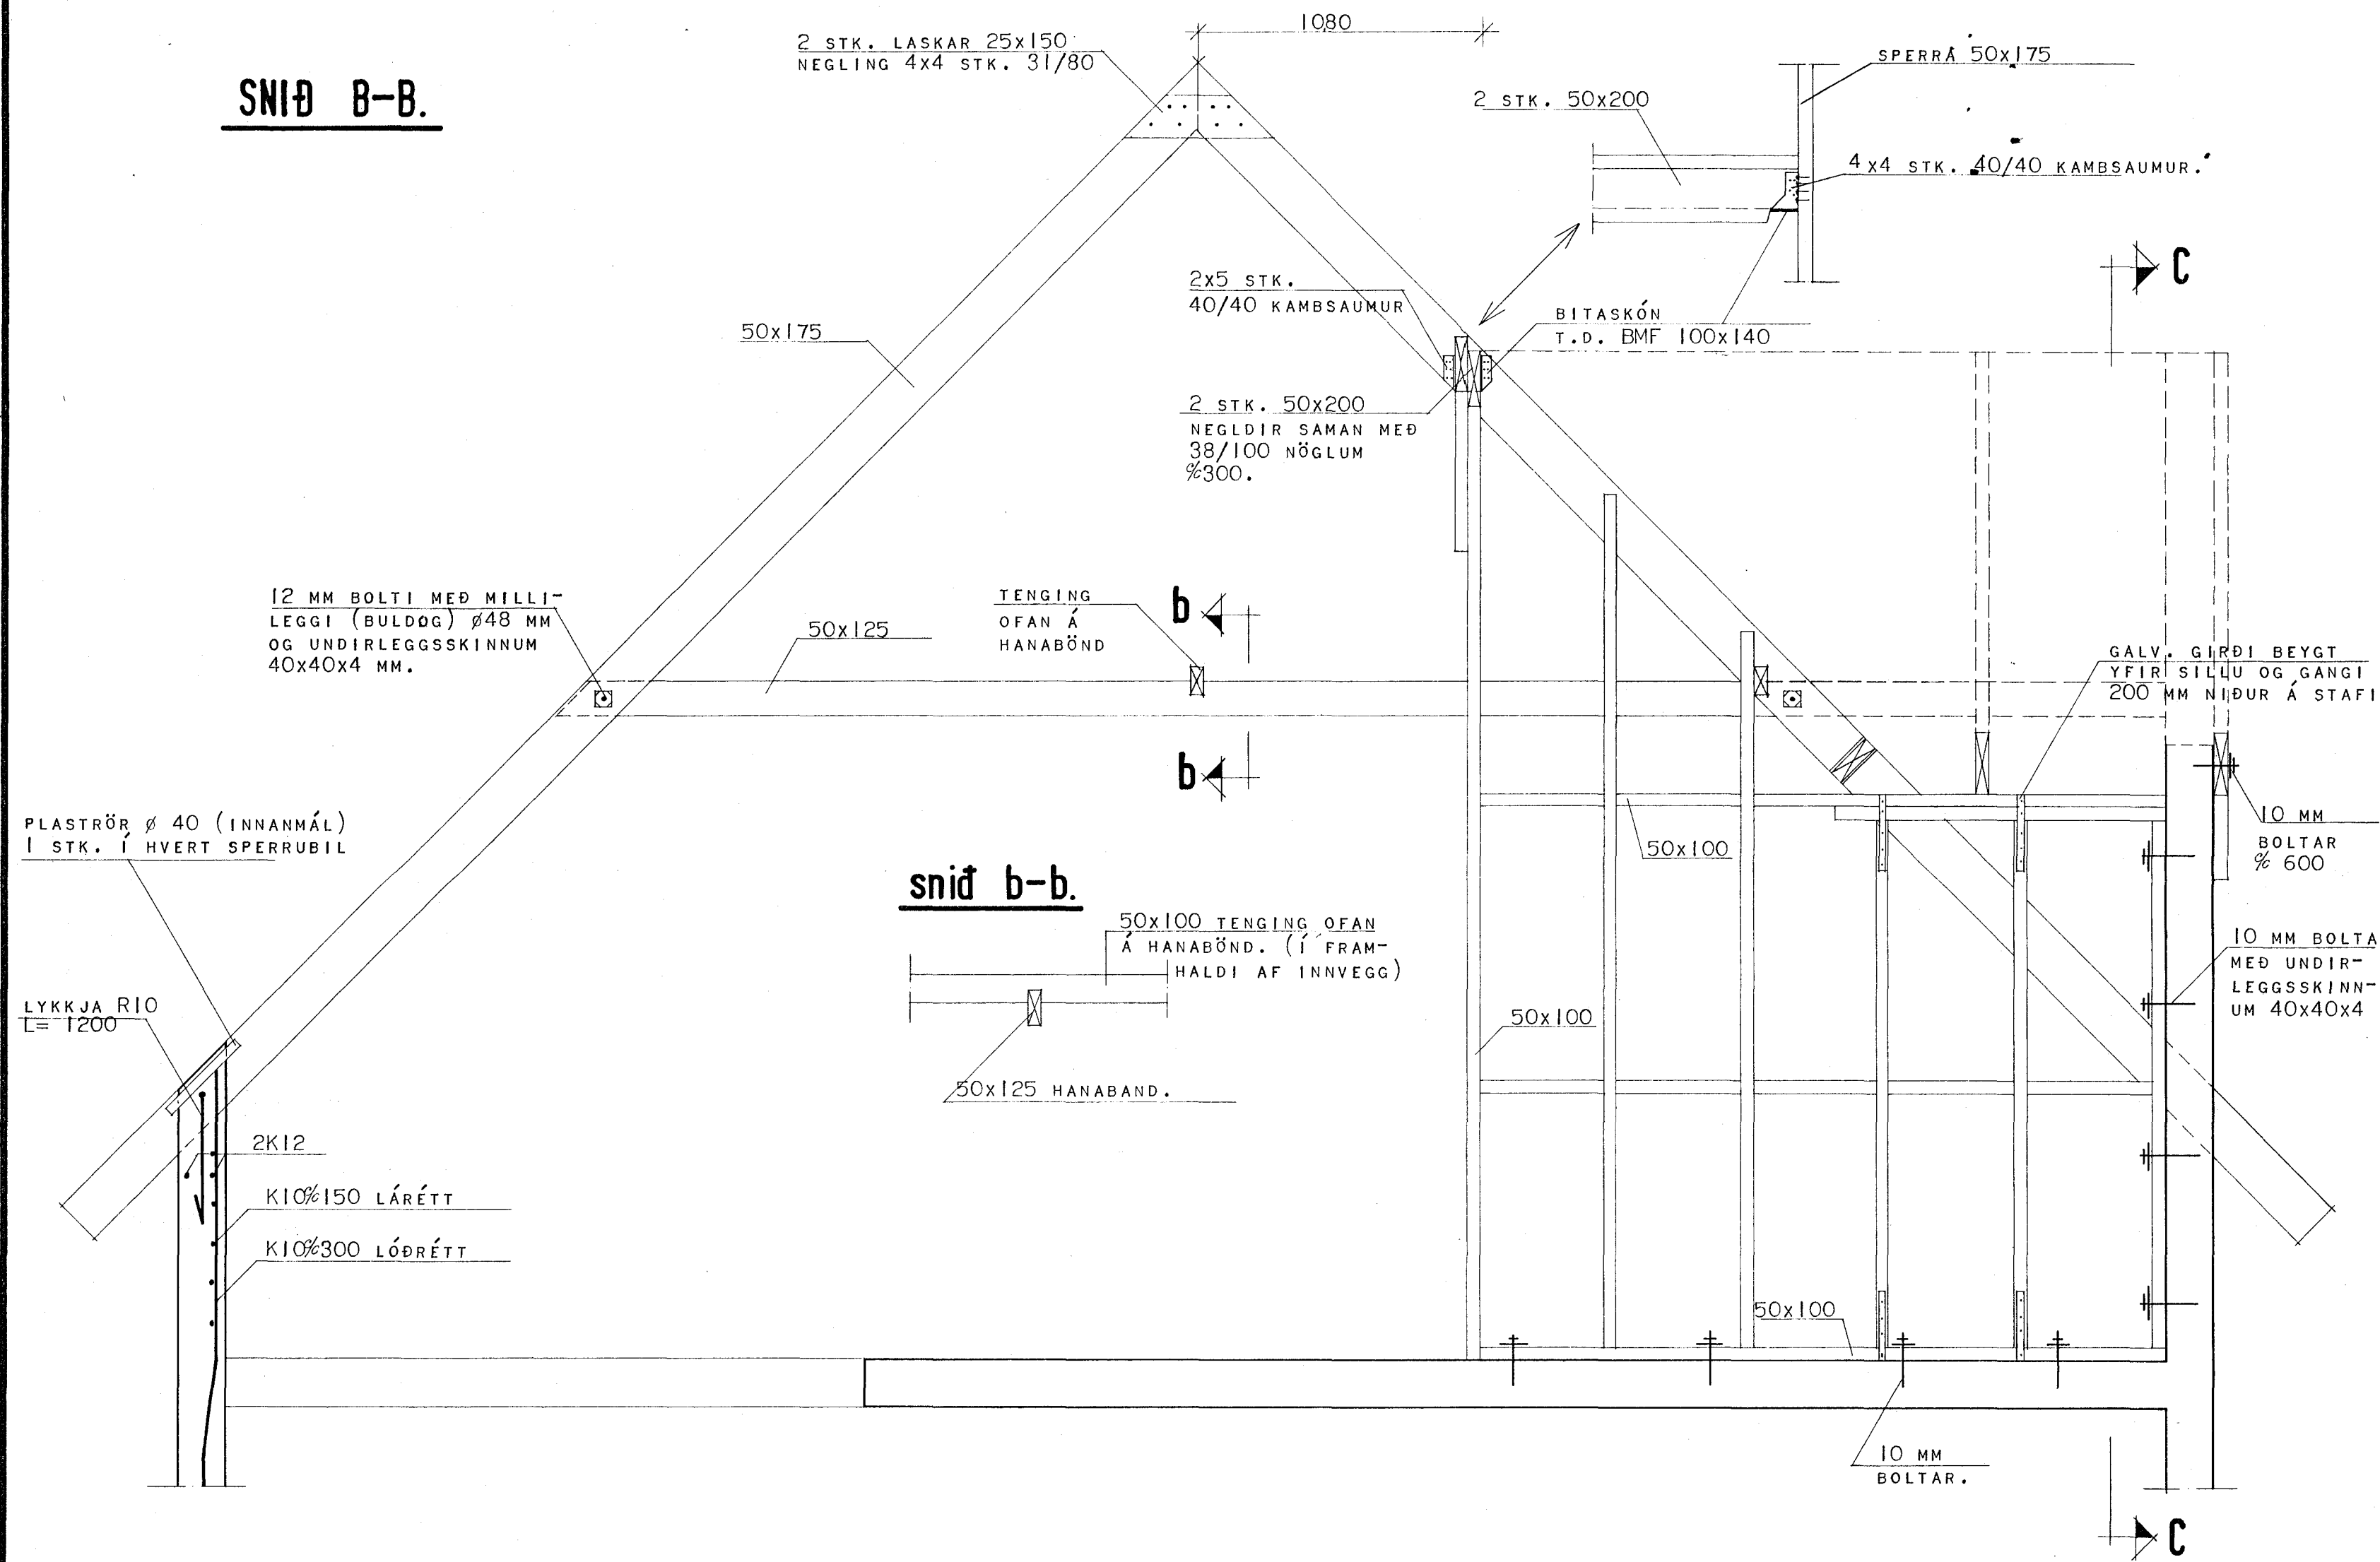 SNIÐ B-B.
2 STK. LASKAR 25x150
NEGLING 4x4 STK. 31/80
1080
SPERRA 50x175
2 STK. 50x200
4x4 STK. 40/40 KAMBSAUMUR.
C
2x5 STK.
40/40 KAMBSAUMUR
BITASKÓN
T.D. BMF 100x140
50x175
2 STK. 50x200
NEGLDIR SAMAN MEÐ
38/100 NÖGLUM
%300.
12 MM BOLTI MEÐ MILLI-
LEGGI (BULDOG) ø48 MM
OG UNDIRLEGGSSKINNUM
40x40x4 MM.
50x125
TENGING
OFAN Á
HANABÖND
b
b
GALV. GIRÐI BEYGT
YFIR SILLU OG GANGI
200 MM NIÐUR Á STAFI
PLASTRÖR ø 40 (INNANMÁL)
1 STK. Í HVERT SPERRUBIL
50x100
10 MM
BOLTAR
% 600
snið b-b.
50x100 TENGING OFAN
Á HANABÖND. (Í FRAM-
HALDI AF INNVEGG)
10 MM BOLTA
MEÐ UNDIR-
LEGGSSKINN-
UM 40x40x4
LYKKJA R10
L= 1200
50x100
50x125 HANABAND.
2K12
K10%150 LÁRÉTT
K10%300 LÓÐRÉTT
50x100
10 MM
BOLTAR.
C